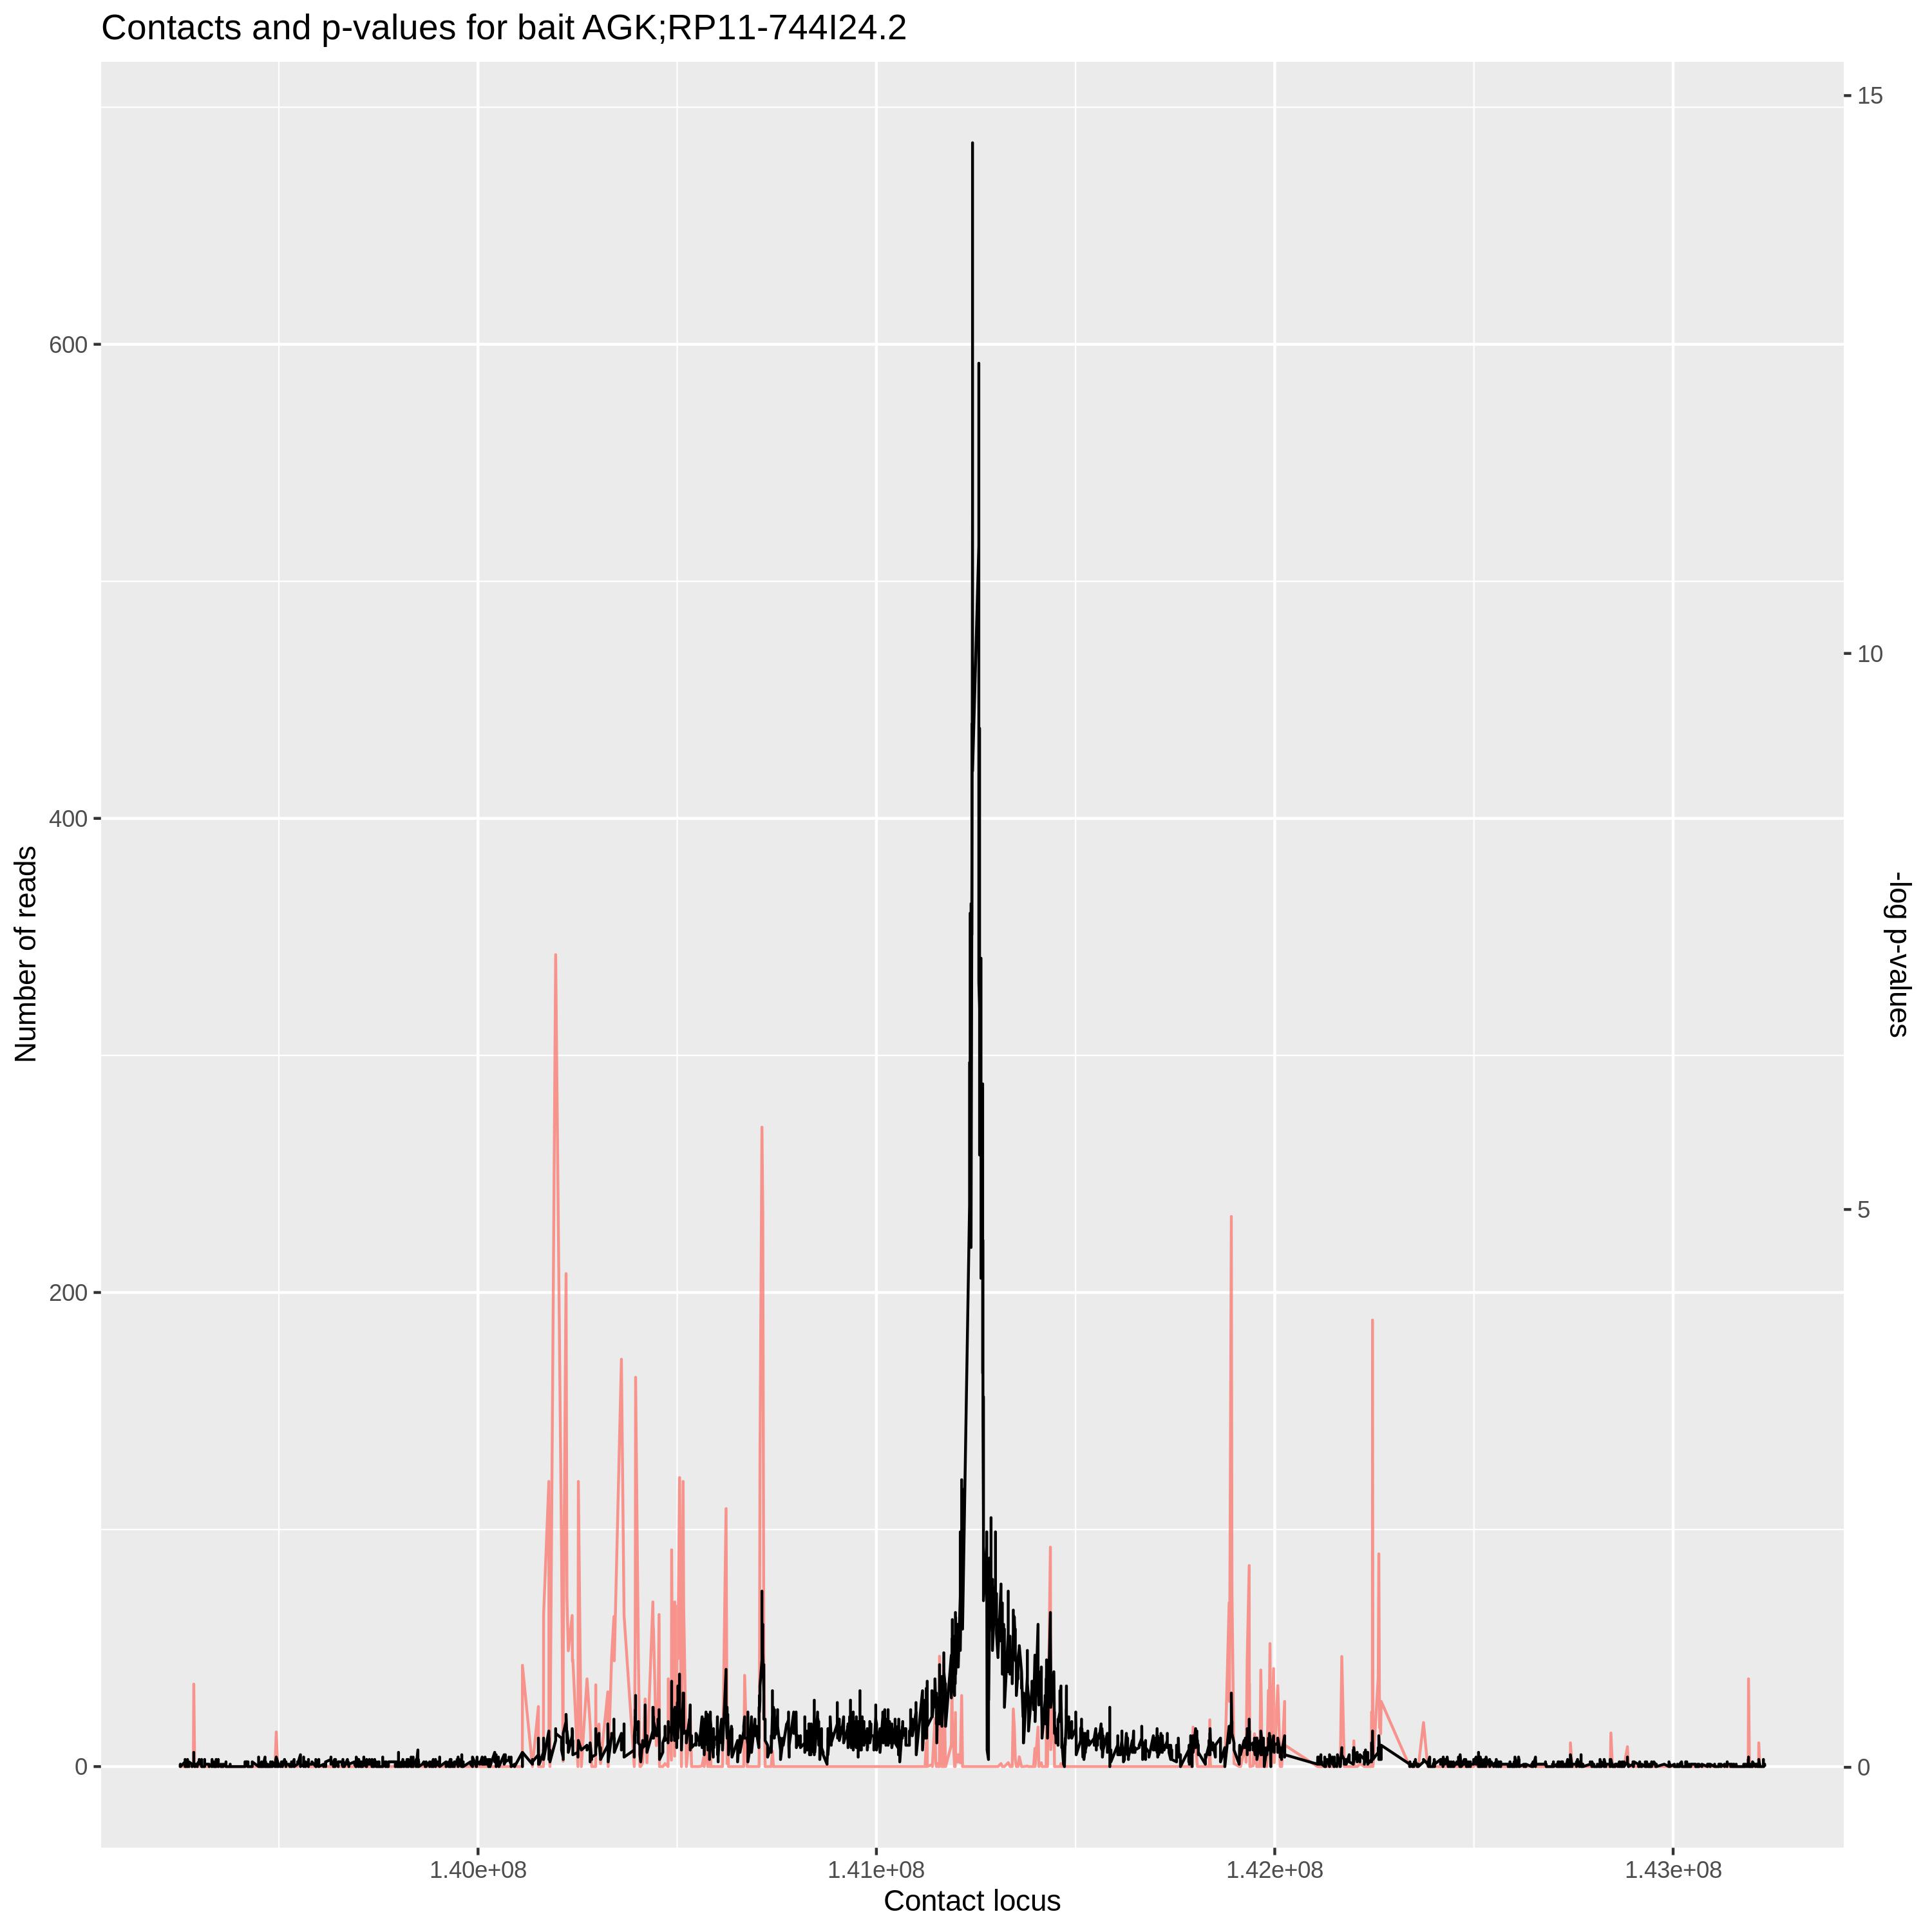 Contacts and p-values for bait AGK;RP11-744I24.2
600
400
200
0
Number of reads
15
10
5
0
-log p-values
1.40e+08
1.41e+08
1.42e+08
1.43e+08
Contact locus